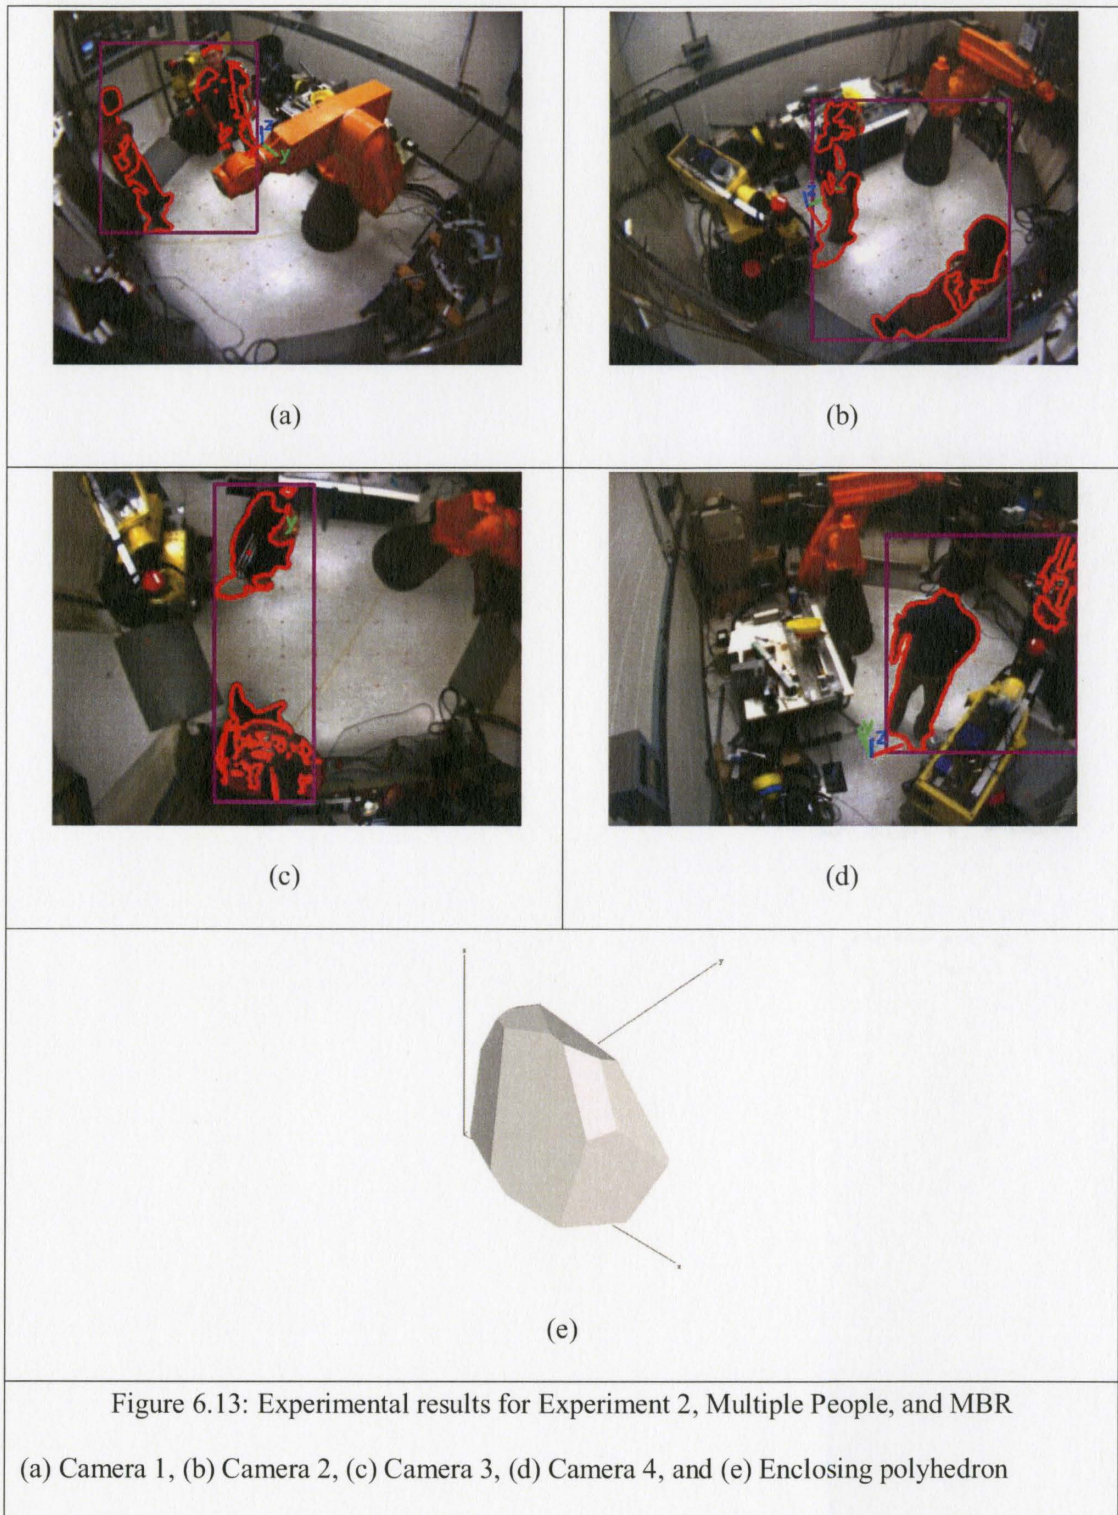 (a)
(b)
(c)
(d)
(e)
Figure 6.13: Experimental results for Experiment 2, Multiple People, and MBR
(a) Camera 1, (b) Camera 2, (c) Camera 3, (d) Camera 4, and (e) Enclosing polyhedron